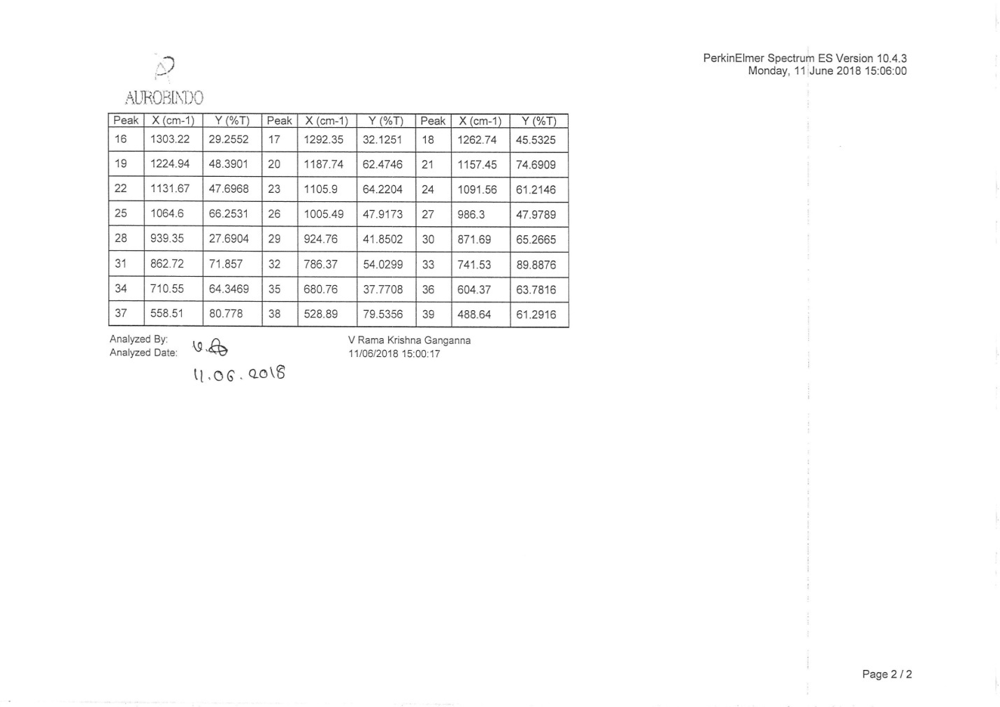 PerkinElmer Spectrum ES Version 10.4.3
Monday, 11 June 2018 15:06:00
AUROBINDO
Peak X (cm-1) Y (%T) Peak X (cm-1) Y (%T) Peak X (cm-1) Y (%T)
16 1303.22 29.2552 17 1292.35 32.1251 18 1262.74 45.5325
19 1224.94 48.3901 20 1187.74 62.4746 21 1157.45 74.6909
22 1131.67 47.6968 23 1105.9 64.2204 24 1091.56 61.2146
25 1064.6 66.2531 26 1005.49 47.9173 27 986.3 47.9789
28 939.35 27.6904 29 924.76 41.8502 30 871.69 65.2665
31 862.72 71.857 32 786.37 54.0299 33 741.53 89.8876
34 710.55 64.3469 35 680.76 37.7708 36 604.37 63.7816
37 558.51 80.778 38 528.89 79.5356 39 488.64 61.2916
Analyzed By: V Rama Krishna Ganganna
Analyzed Date: 11/06/2018 15:00:17
11.06.2018
Page 2 / 2